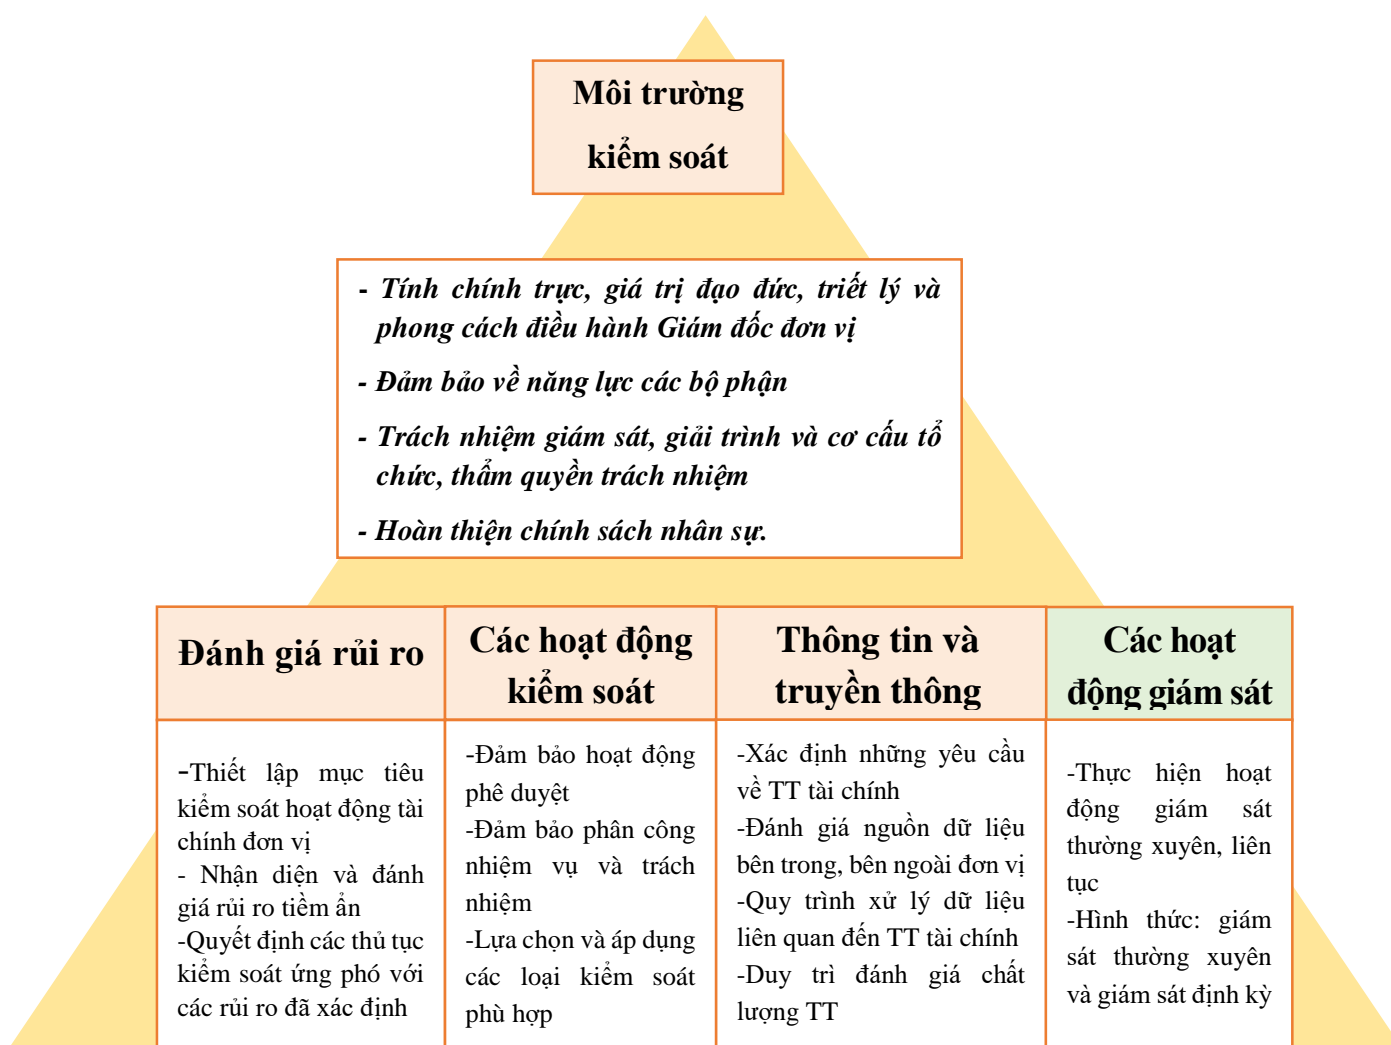 Môi trường
kiểm soát
- Tính chính trực, giá trị đạo đức, triết lý và
phong cách điều hành Giám đốc đơn vị
- Đảm bảo về năng lực các bộ phận
- Trách nhiệm giám sát, giải trình và cơ cấu tổ
chức, thẩm quyền trách nhiệm
- Hoàn thiện chính sách nhân sự.
Đánh giá rủi ro
-Thiết lập mục tiêu
kiểm soát hoạt động tài
chính đơn vị
- Nhận diện và đánh
giá rủi ro tiềm ẩn
-Quyết định các thủ tục
kiểm soát ứng phó với
các rủi ro đã xác định
Các hoạt động
kiểm soát
-Đảm bảo hoạt động
phê duyệt
-Đảm bảo phân công
nhiệm vụ và trách
nhiệm
-Lựa chọn và áp dụng
các loại kiểm soát
phù hợp
Thông tin và
truyền thông
-Xác định những yêu cầu
về TT tài chính
-Đánh giá nguồn dữ liệu
bên trong, bên ngoài đơn vị
-Quy trình xử lý dữ liệu
liên quan đến TT tài chính
-Duy trì đánh giá chất
lượng TT
Các hoạt
động giám sát
-Thực hiện hoạt
động giám sát
thường xuyên, liên
tục
-Hình thức: giám
sát thường xuyên
và giám sát định kỳ